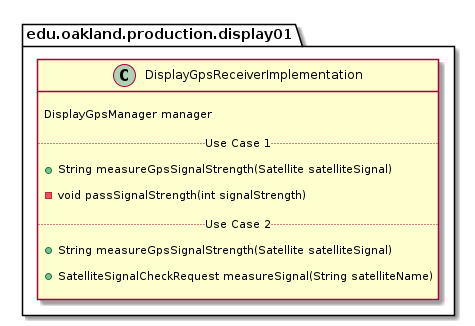 edu.oakland.production.display01
C DisplayGpsReceiverImplementation
DisplayGpsManager manager
Use Case 1
String measureGpsSignalStrength(Satellite satelliteSignal)
void passSignalStrength(int signalStrength)
Use Case 2
String measureGpsSignalStrength(Satellite satelliteSignal)
SatelliteSignalCheckRequest measureSignal(String satelliteName)